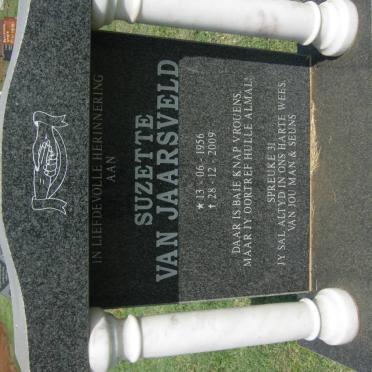 IN LIEFDEVOLLE HERINNERING
AAN
SUZETTE
VAN JAARSVELD
★ 13 - 06 - 1956
✝ 28 - 12 - 2009
DAAR IS BAIE KNAP VROUENS,
MAAR JY OORTREF HULLE ALMAL!
SPREUKE 31
JY SAL ALTYD IN ONS HARTE WEES.
VAN JOU MAN & SEUNS